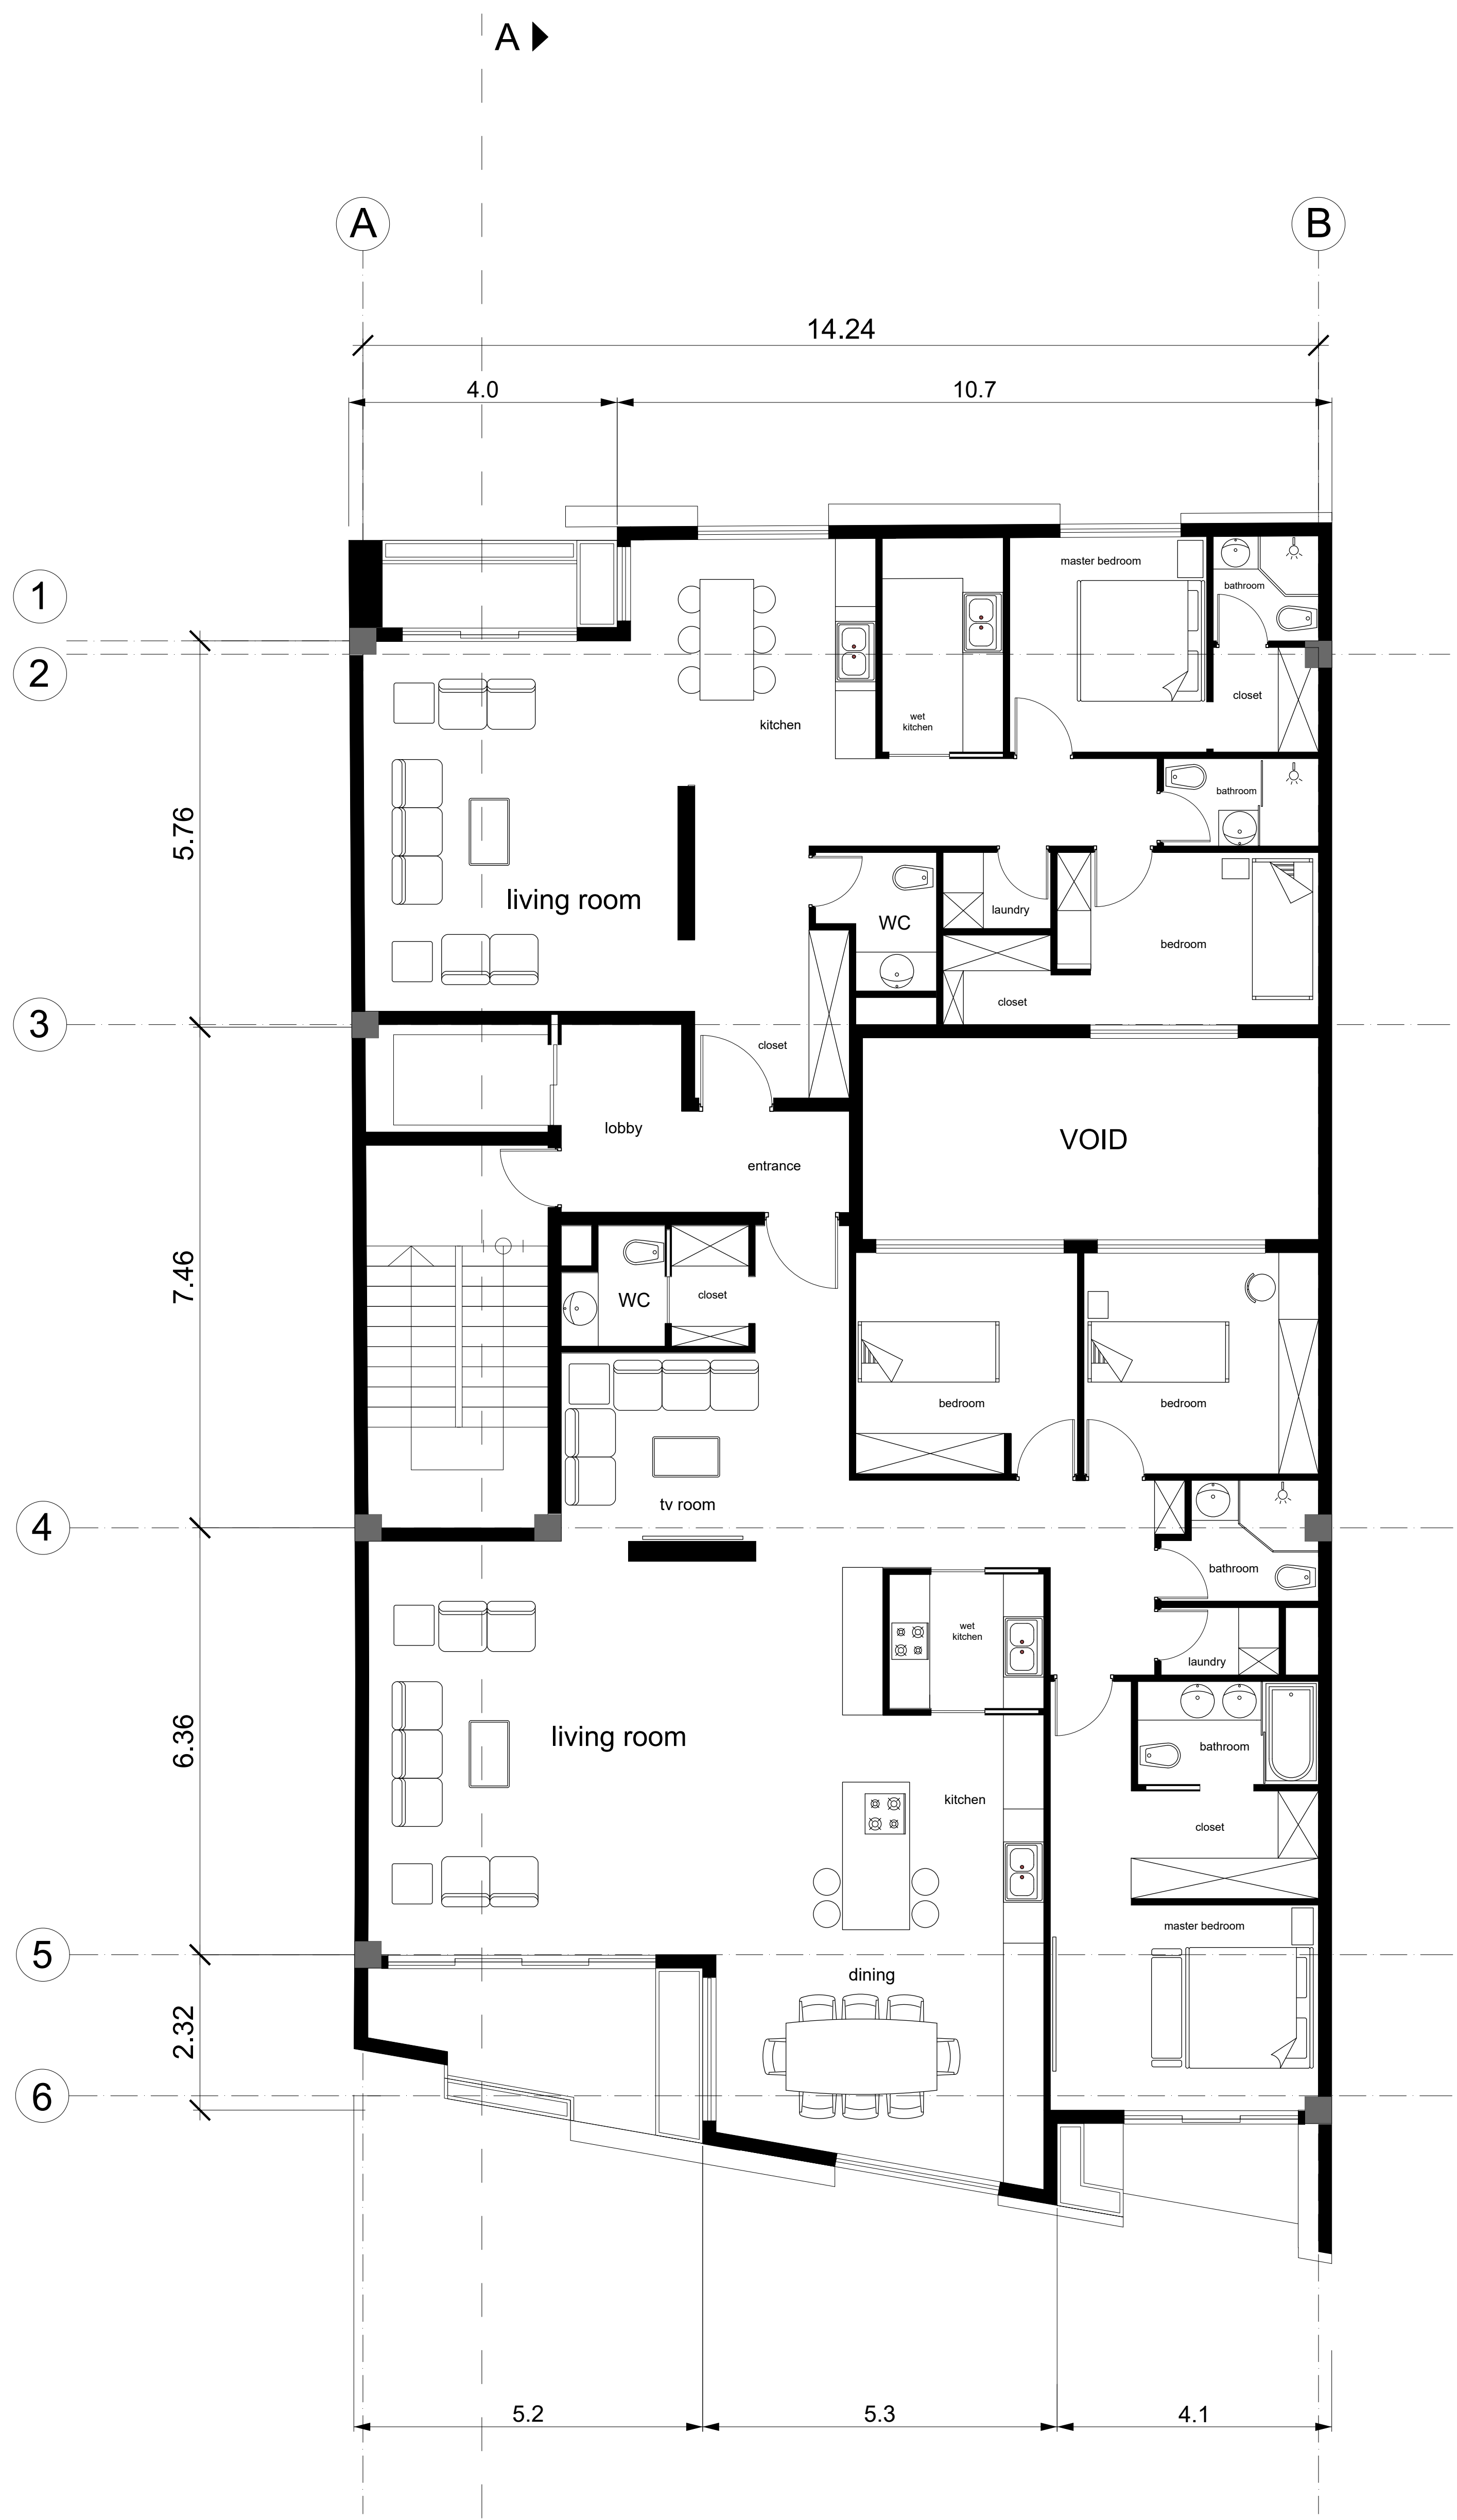 A
A
B
14.24
4.0
10.7
1
2
master bedroom
bathroom
closet
wet
kitchen
kitchen
bathroom
5.76
living room
WC
laundry
bedroom
closet
3
closet
lobby
VOID
entrance
7.46
WC
closet
bedroom
bedroom
tv room
4
bathroom
wet
kitchen
laundry
6.36
living room
bathroom
kitchen
closet
master bedroom
5
dining
2.32
6
5.2
5.3
4.1